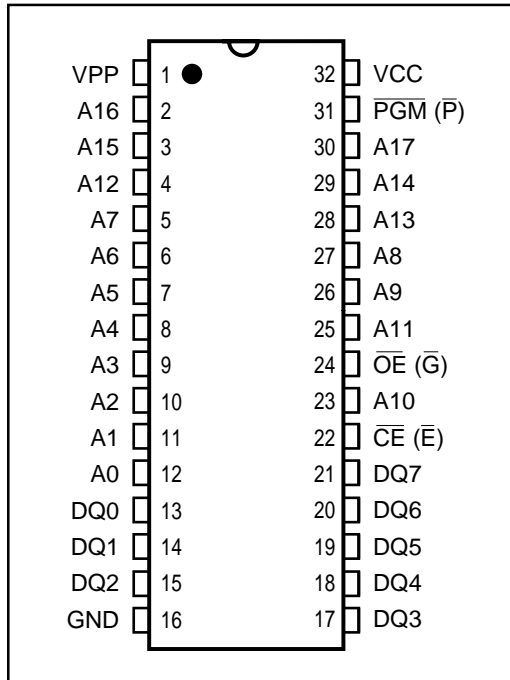 VPP 1 32 VCC
A16 2 31 P̅G̅M̅ (P̅)
A15 3 30 A17
A12 4 29 A14
A7 5 28 A13
A6 6 27 A8
A5 7 26 A9
A4 8 25 A11
A3 9 24 O̅E̅ (G̅)
A2 10 23 A10
A1 11 22 C̅E̅ (E̅)
A0 12 21 DQ7
DQ0 13 20 DQ6
DQ1 14 19 DQ5
DQ2 15 18 DQ4
GND 16 17 DQ3